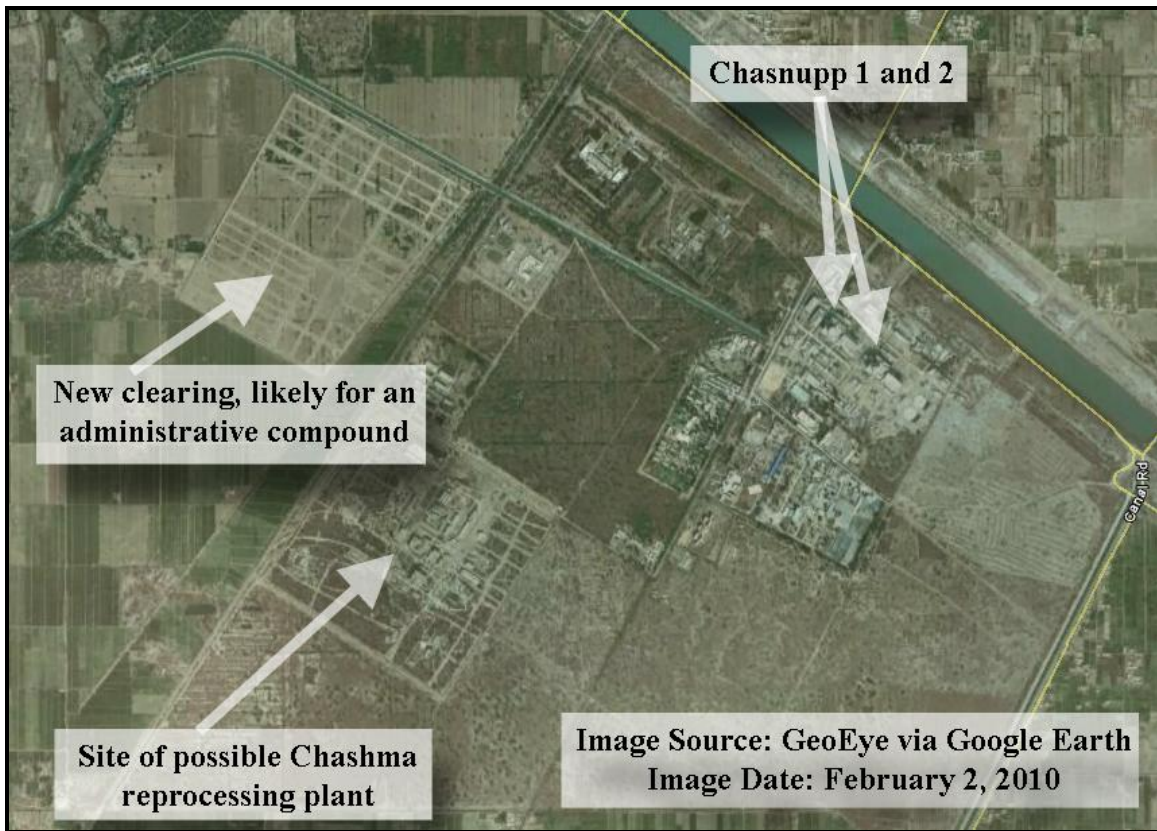 Chasnupp 1 and 2
New clearing, likely for an
administrative compound
Canal Rd
Site of possible Chashma
reprocessing plant
Image Source: GeoEye via Google Earth
Image Date: February 2, 2010